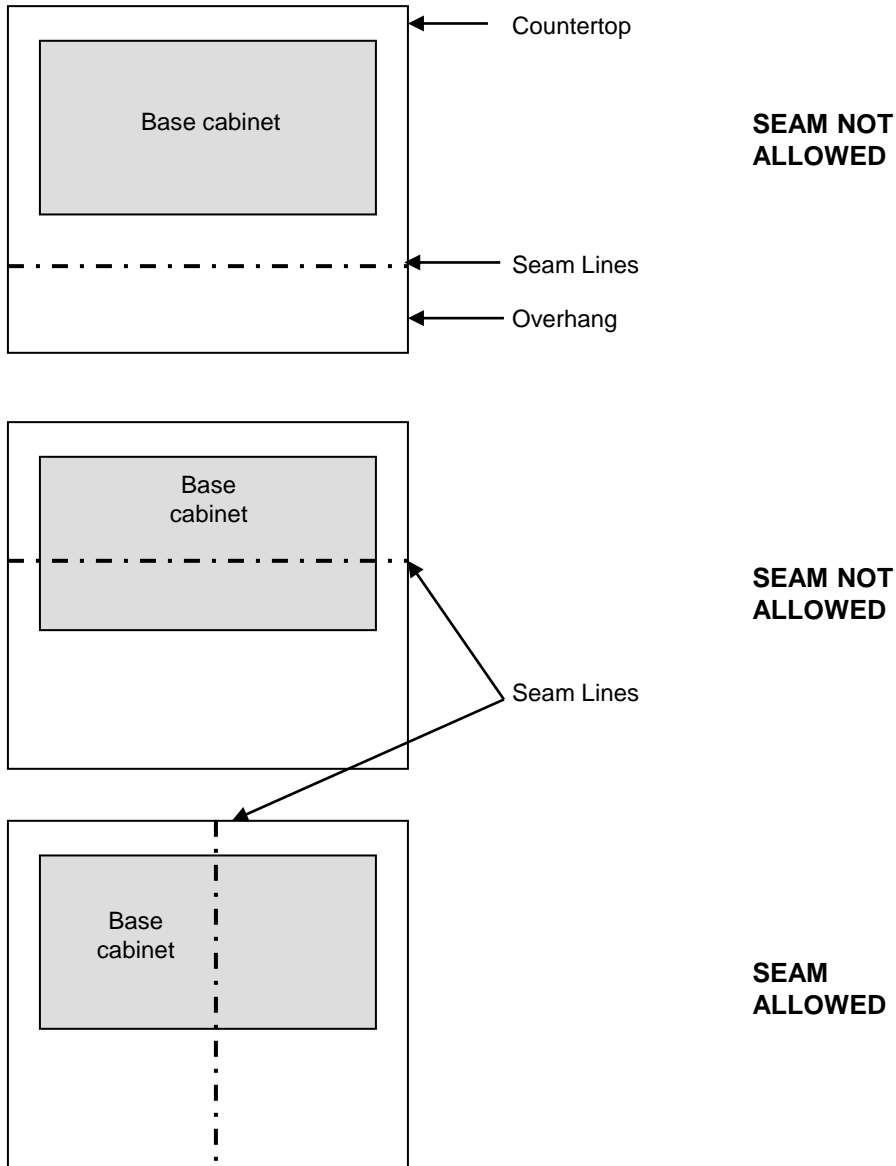 Countertop
Base cabinet
SEAM NOT
ALLOWED
Seam Lines
Overhang
Base
cabinet
SEAM NOT
ALLOWED
Seam Lines
Base
cabinet
SEAM
ALLOWED